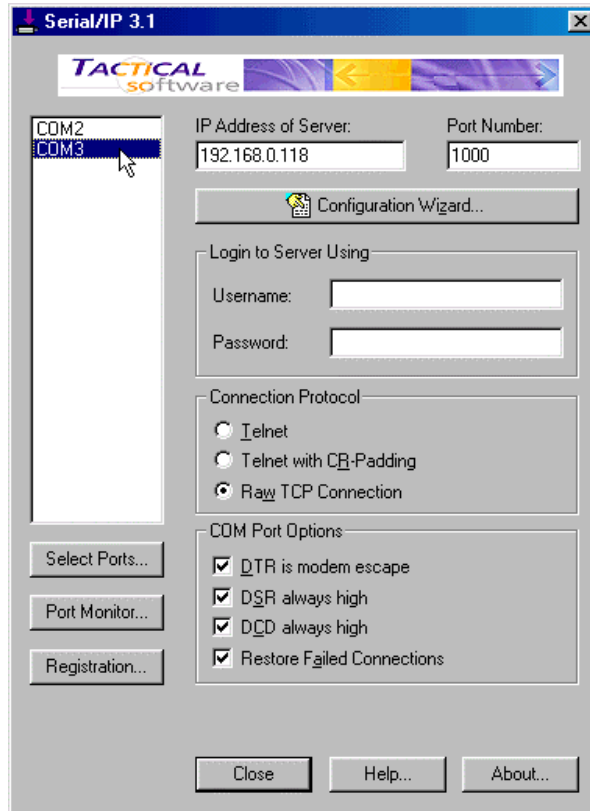 Serial/IP 3.1
TACTICAL
software
COM2
COM3
IP Address of Server:
Port Number:
192.168.0.118
1000
Configuration Wizard...
Login to Server Using
Username:
Password:
Connection Protocol
Telnet
Telnet with CR-Padding
Raw TCP Connection
COM Port Options
DTR is modem escape
DSR always high
DCD always high
Restore Failed Connections
Select Ports...
Port Monitor...
Registration...
Close
Help...
About...